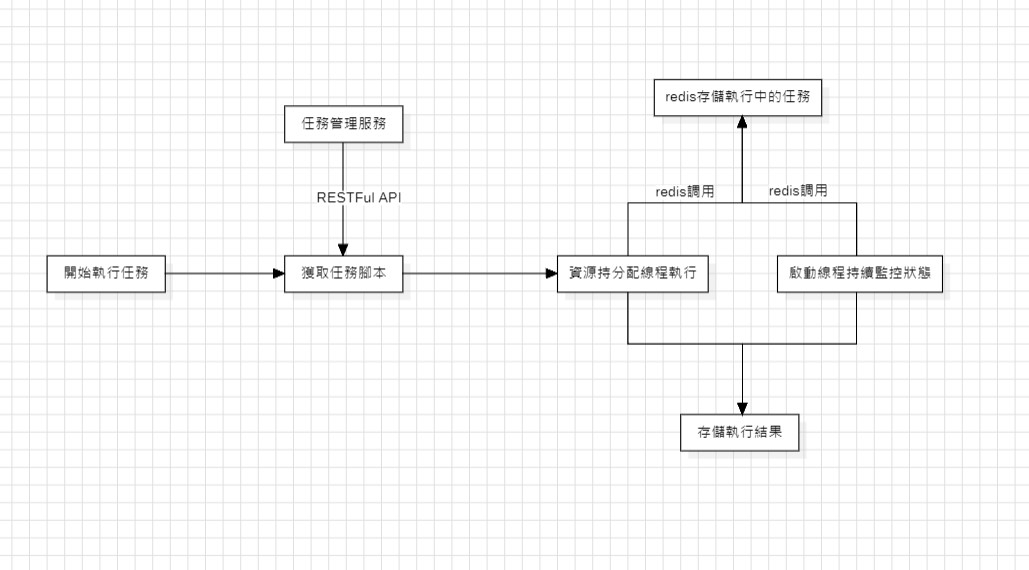 redis存儲執行中的任務
任務管理服務
RESTFul API
redis調用
redis調用
開始執行任務
獲取任務腳本
資源持分配線程執行
啟動線程持續監控狀態
存儲執行結果